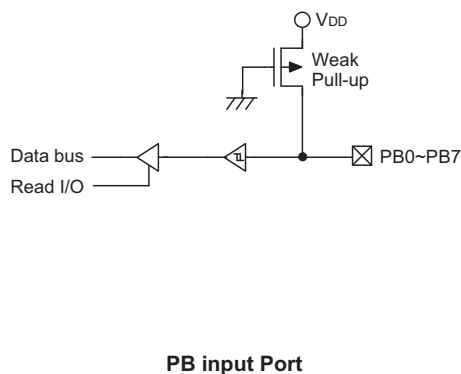 VDD
Weak
Pull-up
Data bus
Read I/O
PB0~PB7
PB input Port